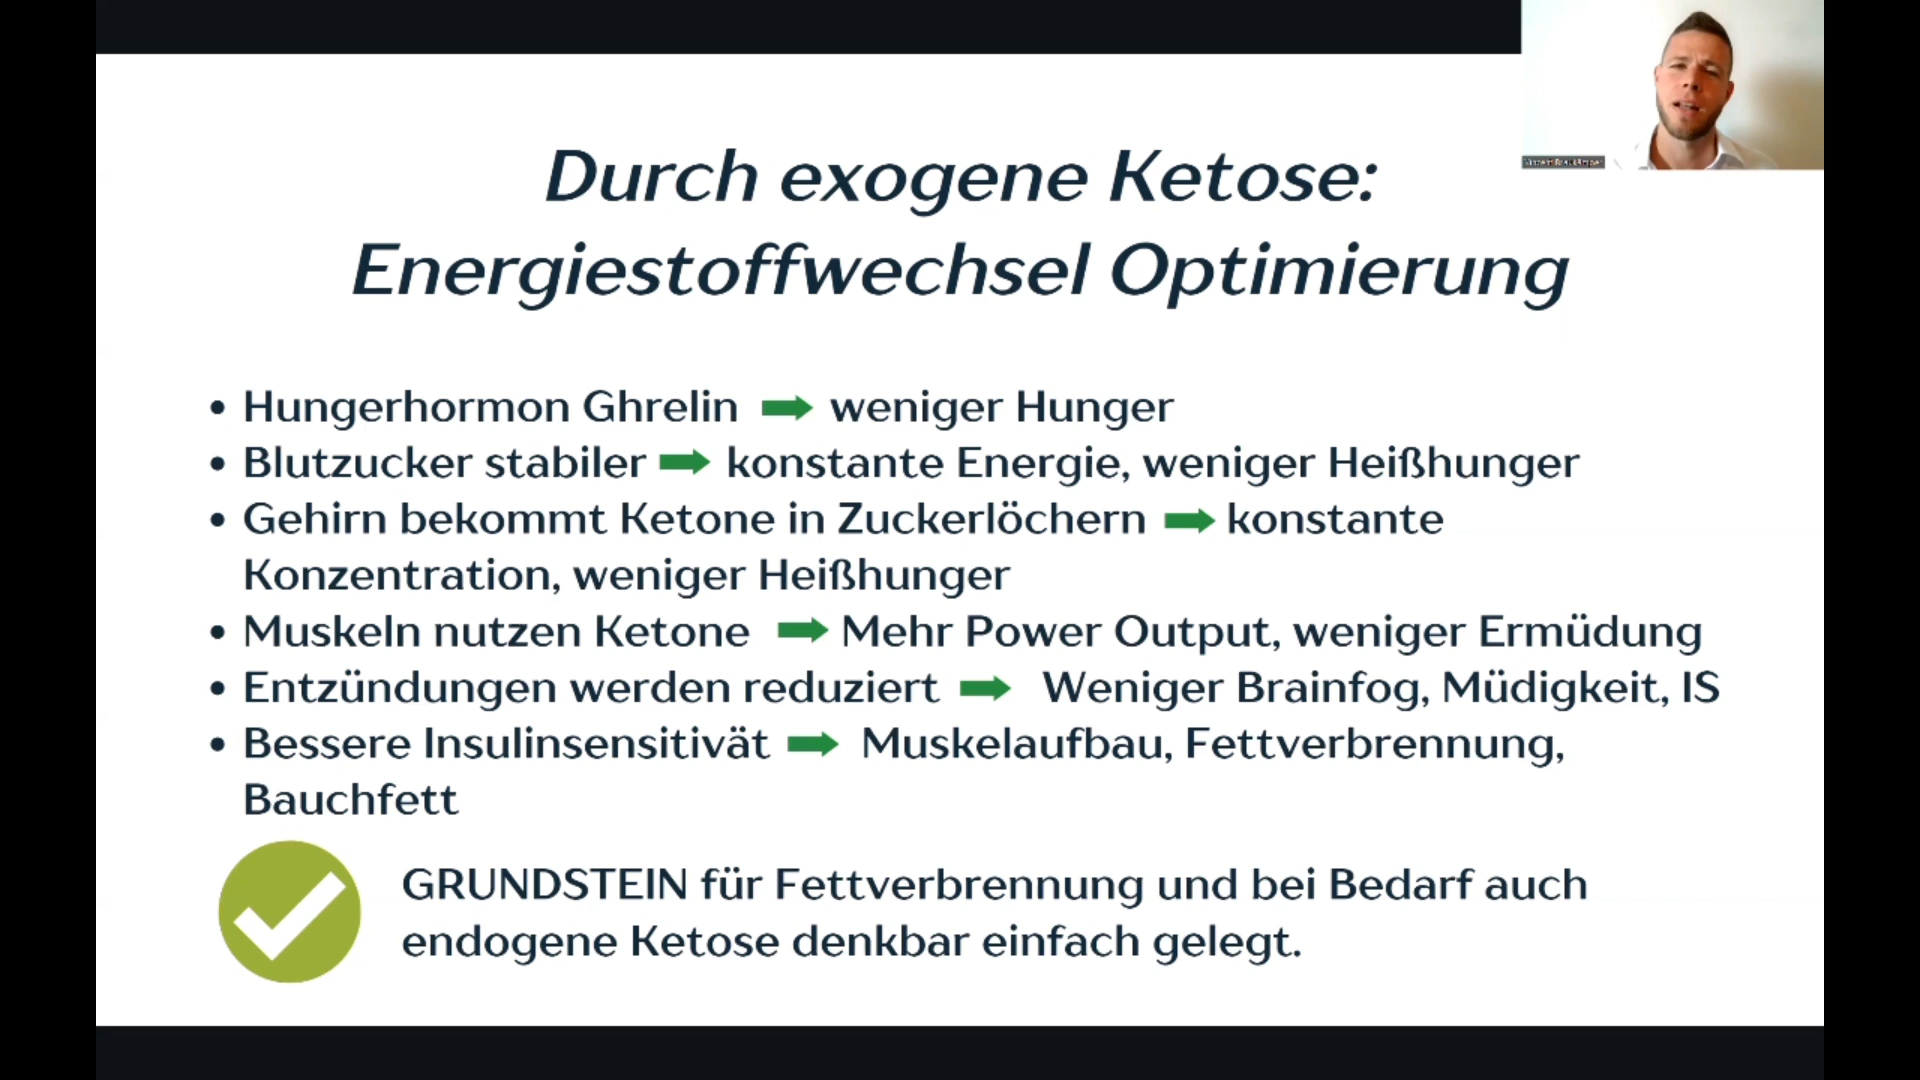 Durch exogene Ketose:
Energiestoffwechsel Optimierung
• Hungerhormon Ghrelin ➡ weniger Hunger
• Blutzucker stabiler ➡ konstante Energie, weniger Heißhunger
• Gehirn bekommt Ketone in Zuckerlöchern ➡ konstante
Konzentration, weniger Heißhunger
• Muskeln nutzen Ketone ➡ Mehr Power Output, weniger Ermüdung
• Entzündungen werden reduziert ➡ Weniger Brainfog, Müdigkeit, IS
• Bessere Insulinsensitivät ➡ Muskelaufbau, Fettverbrennung,
Bauchfett
GRUNDSTEIN für Fettverbrennung und bei Bedarf auch
endogene Ketose denkbar einfach gelegt.